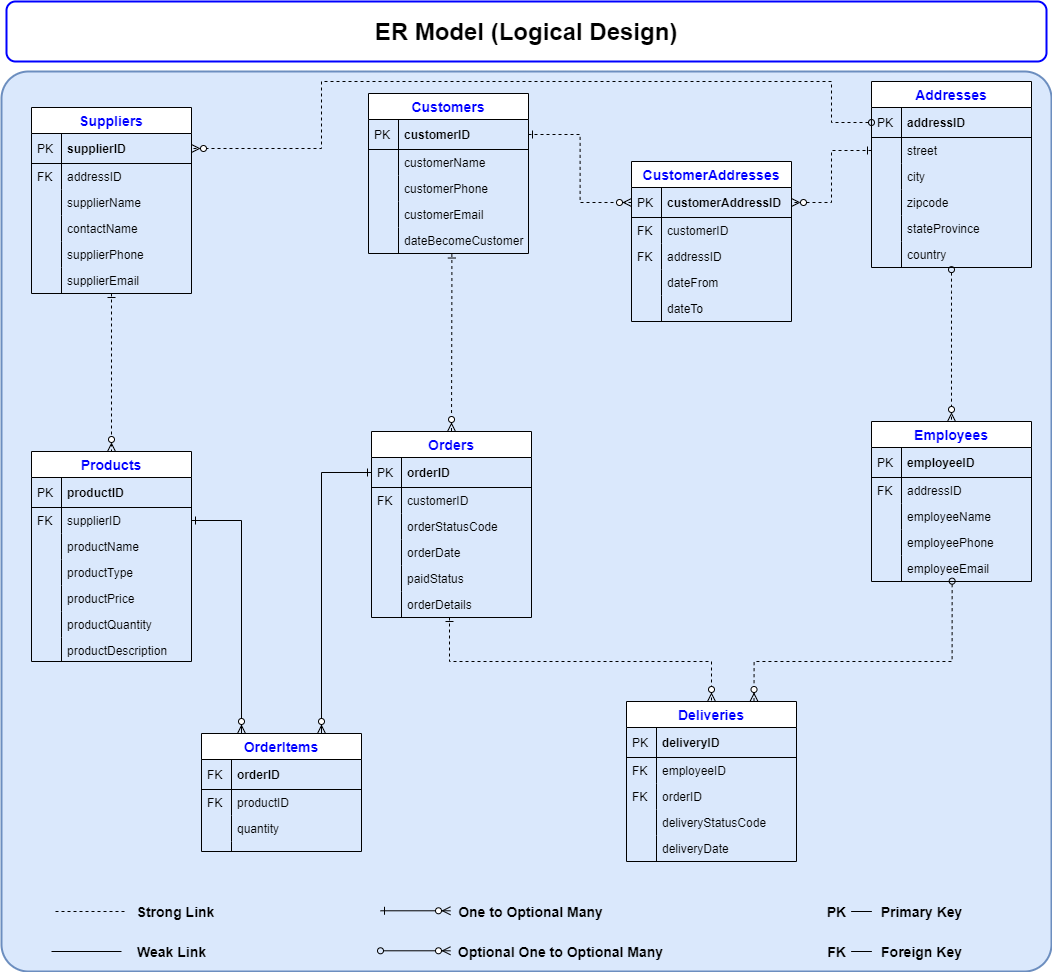 ER Model (Logical Design)
Suppliers
PK supplierID
FK addressID
supplierName
contactName
supplierPhone
supplierEmail
Customers
PK customerID
customerName
customerPhone
customerEmail
dateBecomeCustomer
CustomerAddresses
PK customerAddressID
FK customerID
FK addressID
dateFrom
dateTo
Addresses
PK addressID
street
city
zipcode
stateProvince
country
Products
PK productID
FK supplierID
productName
productType
productPrice
productQuantity
productDescription
Orders
PK orderID
FK customerID
orderStatusCode
orderDate
paidStatus
orderDetails
Employees
PK employeeID
FK addressID
employeeName
employeePhone
employeeEmail
OrderItems
FK orderID
FK productID
quantity
Deliveries
PK deliveryID
FK employeeID
FK orderID
deliveryStatusCode
deliveryDate
Strong Link
One to Optional Many
PK Primary Key
Weak Link
Optional One to Optional Many
FK Foreign Key